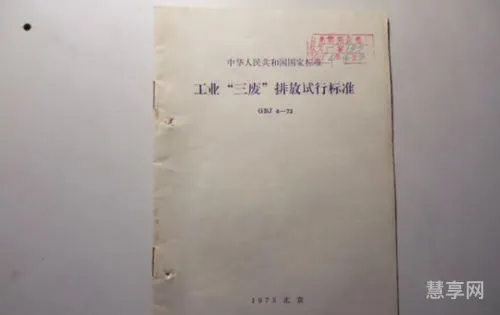 中华人民共和国国家标准
工业“三废”排放试行标准
GBJ 4—73
1973 北京
慧享网